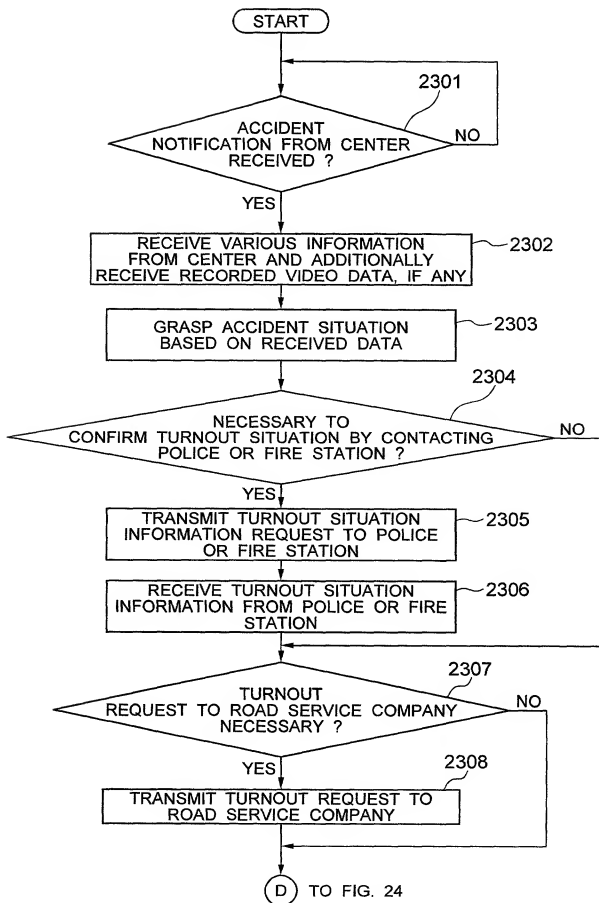 START
2301
ACCIDENT
NOTIFICATION FROM CENTER
RECEIVED ?
NO
YES
RECEIVE VARIOUS INFORMATION
FROM CENTER AND ADDITIONALLY
RECEIVE RECORDED VIDEO DATA, IF ANY
2302
GRASP ACCIDENT SITUATION
BASED ON RECEIVED DATA
2303
2304
NECESSARY TO
CONFIRM TURNOUT SITUATION BY CONTACTING
POLICE OR FIRE STATION ?
NO
YES
TRANSMIT TURNOUT SITUATION
INFORMATION REQUEST TO POLICE
OR FIRE STATION
2305
RECEIVE TURNOUT SITUATION
INFORMATION FROM POLICE OR FIRE
STATION
2306
2307
TURNOUT
REQUEST TO ROAD SERVICE COMPANY
NECESSARY ?
NO
YES
2308
TRANSMIT TURNOUT REQUEST TO
ROAD SERVICE COMPANY
D TO FIG. 24